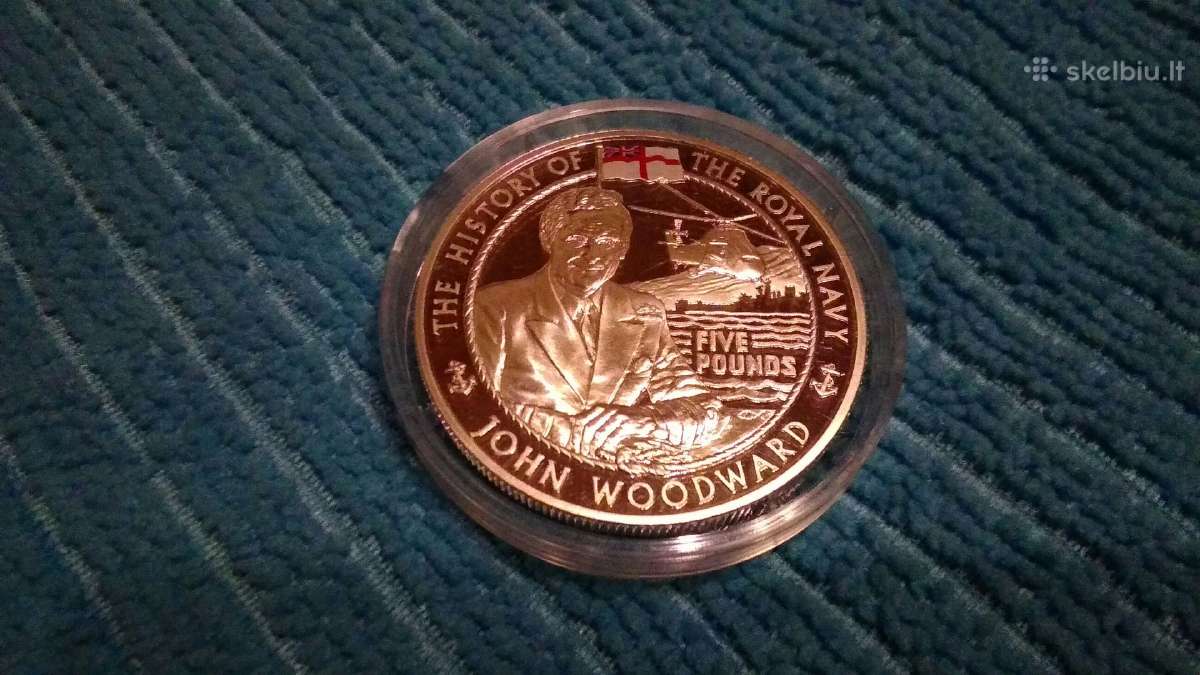 skelbiu.lt
THE HISTORY OF THE ROYAL NAVY
FIVE
POUNDS
JOHN WOODWARD